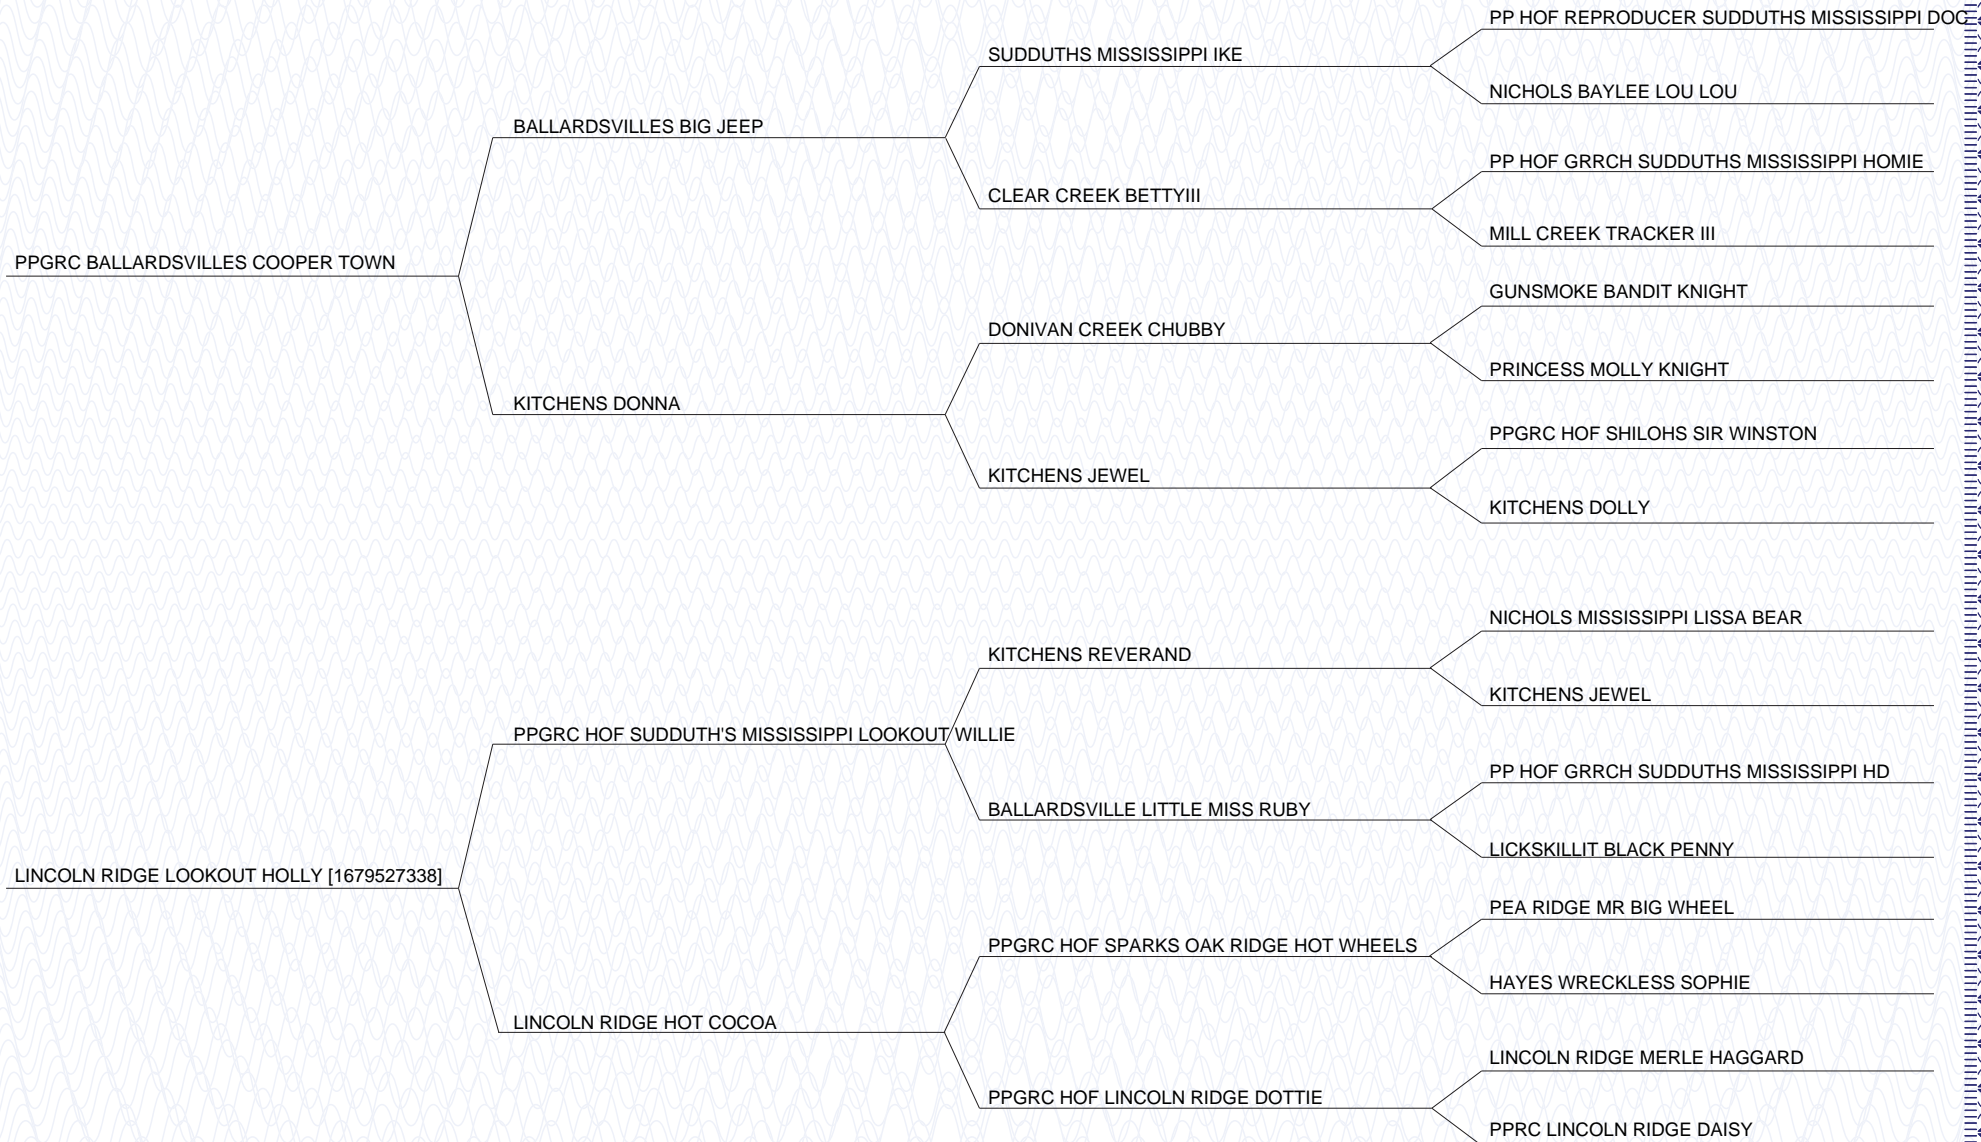 PP HOF REPRODUCER SUDDUTHS MISSISSIPPI DOC
SUDDUTHS MISSISSIPPI IKE
NICHOLS BAYLEE LOU LOU
BALLARDSVILLES BIG JEEP
PP HOF GRRCH SUDDUTHS MISSISSIPPI HOMIE
CLEAR CREEK BETTYIII
MILL CREEK TRACKER III
PPGRC BALLARDSVILLES COOPER TOWN
GUNSMOKE BANDIT KNIGHT
DONIVAN CREEK CHUBBY
PRINCESS MOLLY KNIGHT
KITCHENS DONNA
PPGRC HOF SHILOHS SIR WINSTON
KITCHENS JEWEL
KITCHENS DOLLY
NICHOLS MISSISSIPPI LISSA BEAR
KITCHENS REVERAND
KITCHENS JEWEL
PPGRC HOF SUDDUTH'S MISSISSIPPI LOOKOUT WILLIE
PP HOF GRRCH SUDDUTHS MISSISSIPPI HD
BALLARDSVILLE LITTLE MISS RUBY
LICKSKILLIT BLACK PENNY
LINCOLN RIDGE LOOKOUT HOLLY [1679527338]
PEA RIDGE MR BIG WHEEL
PPGRC HOF SPARKS OAK RIDGE HOT WHEELS
HAYES WRECKLESS SOPHIE
LINCOLN RIDGE HOT COCOA
LINCOLN RIDGE MERLE HAGGARD
PPGRC HOF LINCOLN RIDGE DOTTIE
PPRC LINCOLN RIDGE DAISY